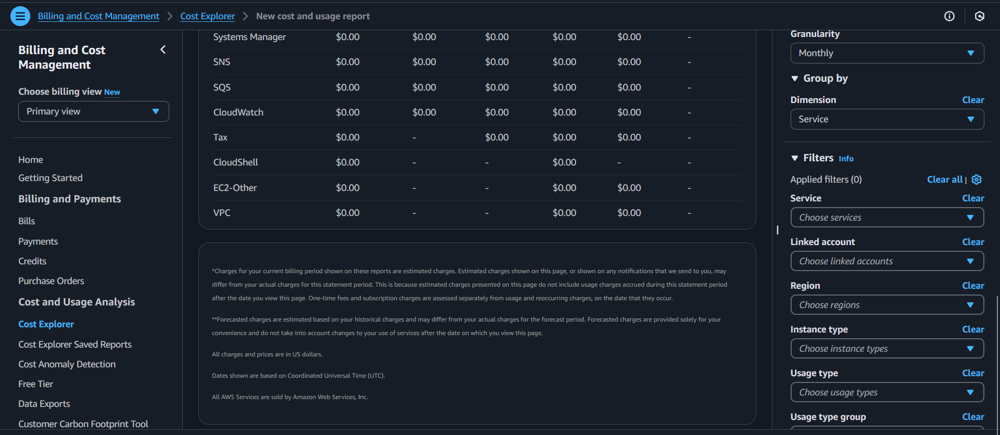 Billing and Cost Management > Cost Explorer > New cost and usage report
Billing and Cost
Management
Choose billing view New
Primary view
Home
Getting Started
Billing and Payments
Bills
Payments
Credits
Purchase Orders
Cost and Usage Analysis
Cost Explorer
Cost Explorer Saved Reports
Cost Anomaly Detection
Free Tier
Data Exports
Customer Carbon Footprint Tool
Systems Manager $0.00 $0.00 $0.00 $0.00 $0.00 -
SNS $0.00 $0.00 $0.00 $0.00 $0.00 -
SQS $0.00 $0.00 $0.00 $0.00 $0.00 -
CloudWatch $0.00 $0.00 $0.00 $0.00 $0.00 -
Tax $0.00 - $0.00 $0.00 $0.00 -
CloudShell $0.00 - - $0.00 - -
EC2-Other $0.00 - - $0.00 $0.00 -
VPC $0.00 - - $0.00 $0.00 -
*Charges for your current billing period shown on these reports are estimated charges. Estimated charges shown on this page, or shown on any notifications that we send to you, may
differ from your actual charges for this statement period. This is because estimated charges presented on this page do not include usage charges accrued during this statement period
after the date you view this page. One-time fees and subscription charges are assessed separately from usage and reoccurring charges, on the date that they occur.
**Forecasted charges are estimated based on your historical charges and may differ from your actual charges for the forecast period. Forecasted charges are provided solely for your
convenience and do not take into account changes to your use of services after the date on which you view this page.
All charges and prices are in US dollars.
Dates shown are based on Coordinated Universal Time (UTC).
All AWS Services are sold by Amazon Web Services, Inc.
Granularity
Monthly
Group by
Dimension Clear
Service
Filters Info
Applied filters (0) Clear all |
Service Clear
Choose services
Linked account Clear
Choose linked accounts
Region Clear
Choose regions
Instance type Clear
Choose instance types
Usage type Clear
Choose usage types
Usage type group Clear